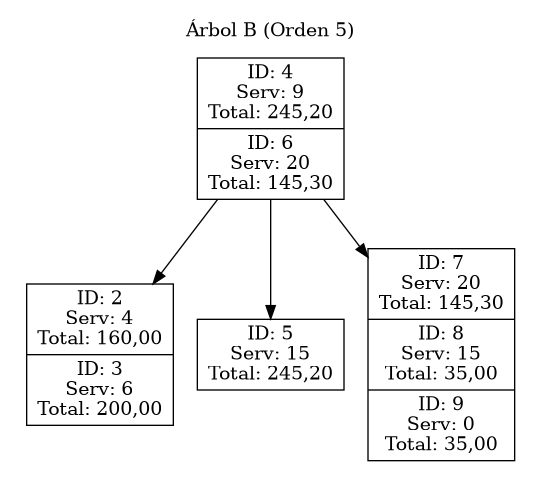 Árbol B (Orden 5)
ID: 4
Serv: 9
Total: 245,20
ID: 6
Serv: 20
Total: 145,30
ID: 2
Serv: 4
Total: 160,00
ID: 3
Serv: 6
Total: 200,00
ID: 5
Serv: 15
Total: 245,20
ID: 7
Serv: 20
Total: 145,30
ID: 8
Serv: 15
Total: 35,00
ID: 9
Serv: 0
Total: 35,00